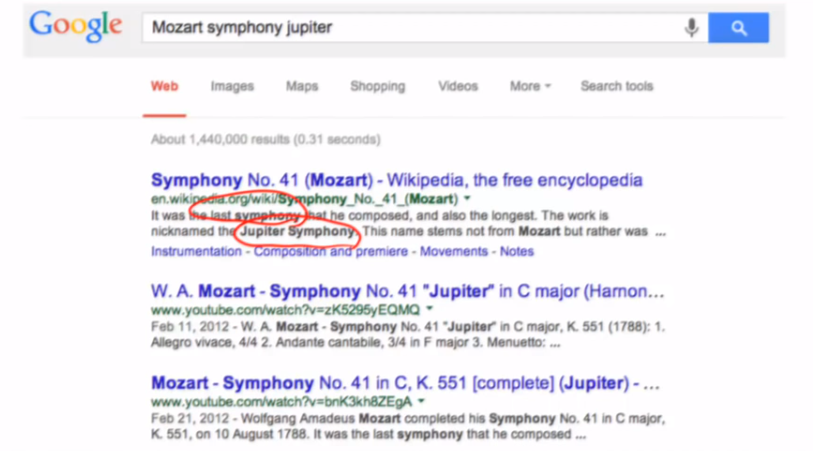 Google Mozart symphony jupiter
Web Images Maps Shopping Videos More Search tools
About 1,440,000 results (0.31 seconds)
Symphony No. 41 (Mozart) - Wikipedia, the free encyclopedia
en.wikipedia.org/wiki/Symphony_No._41_(Mozart)
It was the last symphony that he composed, and also the longest. The work is
nicknamed the Jupiter Symphony. This name stems not from Mozart but rather was ...
Instrumentation - Composition and premiere - Movements - Notes
W. A. Mozart - Symphony No. 41 "Jupiter" in C major (Harnon...
www.youtube.com/watch?v=zK5295yEQMQ
Feb 11, 2012 - W. A. Mozart - Symphony No. 41 "Jupiter" in C major, K. 551 (1788): 1.
Allegro vivace, 4/4 2. Andante cantabile, 3/4 in F major 3. Menuetto: ...
Mozart - Symphony No. 41 in C, K. 551 [complete] (Jupiter) - ...
www.youtube.com/watch?v=bnK3kh8ZEgA
Feb 21, 2012 - Wolfgang Amadeus Mozart completed his Symphony No. 41 in C major,
K. 551, on 10 August 1788. It was the last symphony that he composed ...